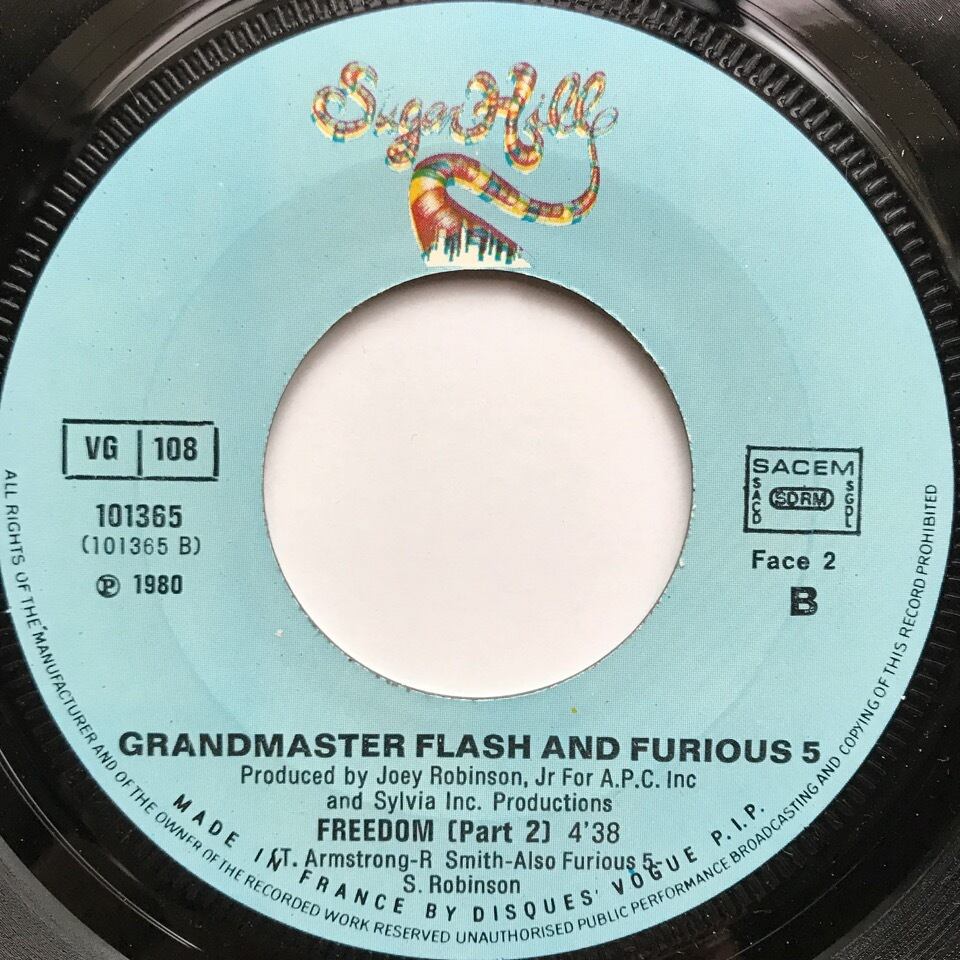 Sugar Hill
VG | 108
101365
(101365 B)
Ⓟ 1980
SACEM
SACD
SDRM
SGDL
Face 2
B
GRANDMASTER FLASH AND FURIOUS 5
Produced by Joey Robinson, Jr For A.P.C. Inc
and Sylvia Inc. Productions
FREEDOM (Part 2) 4'38
T. Armstrong-R Smith-Also Furious 5-
S. Robinson
MADE IN FRANCE BY DISQUES VOGUE P.I.P.
ALL RIGHTS OF THE MANUFACTURER AND OF THE OWNER OF THE RECORDED WORK RESERVED UNAUTHORISED PUBLIC PERFORMANCE BROADCASTING AND COPYING OF THIS RECORD PROHIBITED